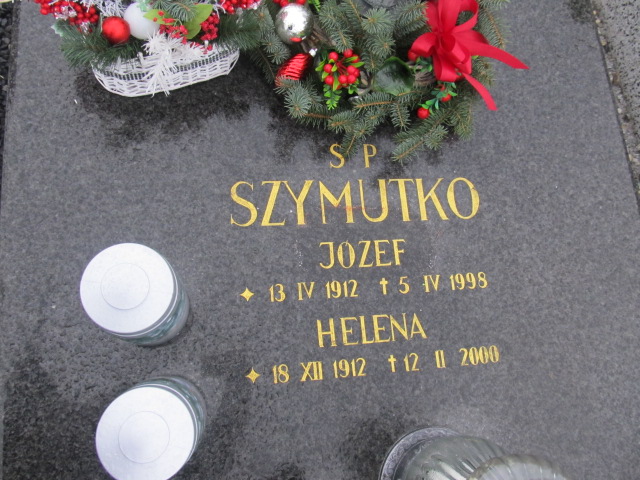 S P
SZYMUTKO
JÓZEF
✦ 13 IV 1912 † 5 IV 1998
HELENA
✦ 18 XII 1912 † 12 II 2000